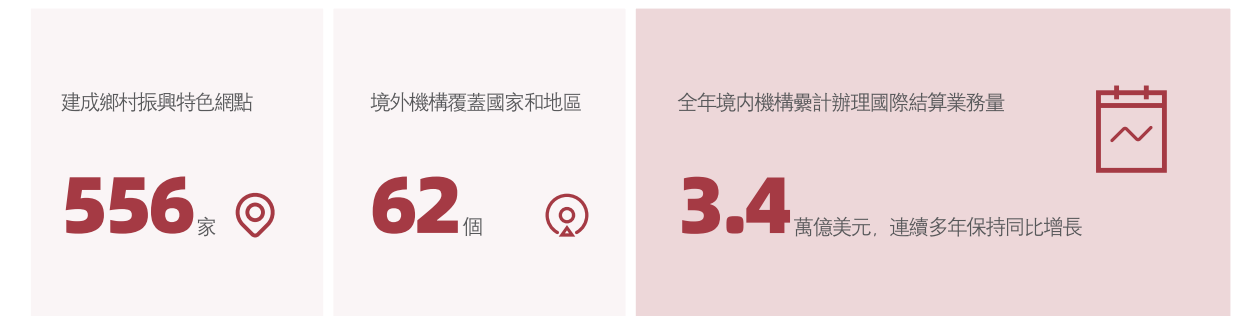 建成鄉村振興特色網點
556家
境外機構覆蓋國家和地區
62個
全年境内機構纍計辦理國際結算業務量
3.4萬億美元，連續多年保持同比增長